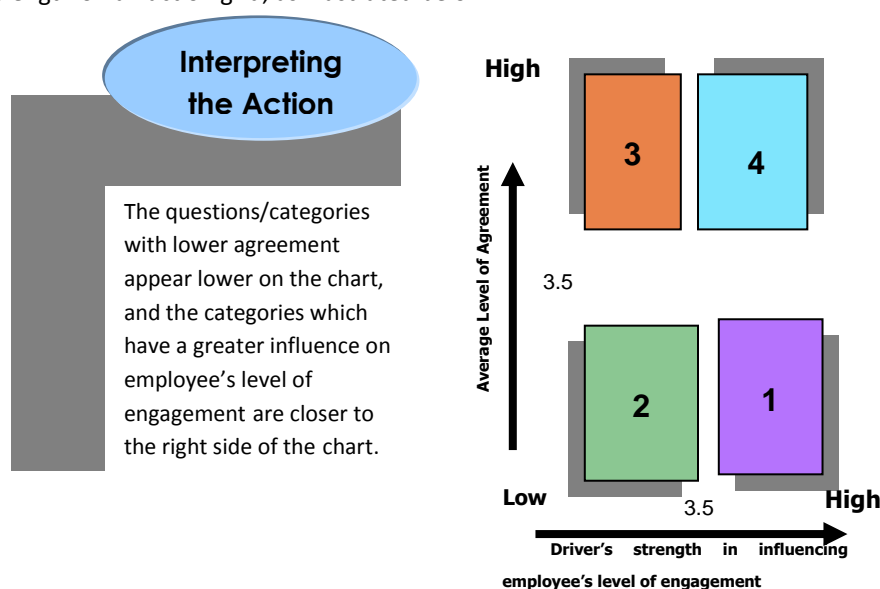 Interpreting
the Action
The questions/categories
with lower agreement
appear lower on the chart,
and the categories which
have a greater influence on
employee’s level of
engagement are closer to
the right side of the chart.
High
Average Level of Agreement
3
4
3.5
2
1
Low
3.5
High
Driver’s strength in influencing
employee’s level of engagement